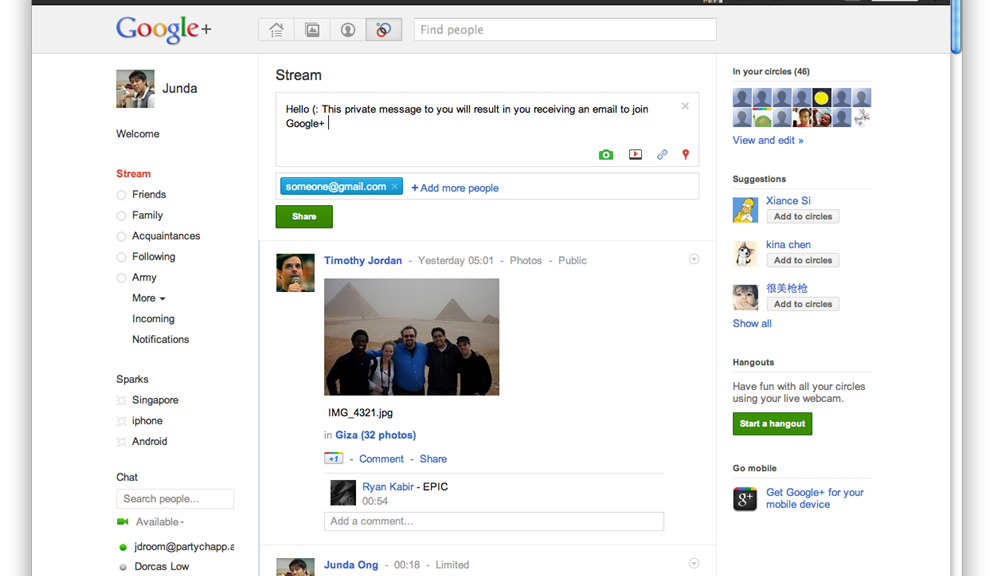 Google+
Find people
Junda
Welcome
Stream
Friends
Family
Acquaintances
Following
Army
More
Incoming
Notifications
Sparks
Singapore
iphone
Android
Chat
Search people...
Available
jdroom@partychapp.a
Dorcas Low
Stream
Hello (: This private message to you will result in you receiving an email to join
Google+
someone@gmail.com
+ Add more people
Share
Timothy Jordan - Yesterday 05:01 - Photos - Public
IMG_4321.jpg
in Giza (32 photos)
+1 - Comment - Share
Ryan Kabir - EPIC
00:54
Add a comment...
Junda Ong - 00:18 - Limited
In your circles (46)
View and edit »
Suggestions
Xiance Si
Add to circles
kina chen
Add to circles
很美枪枪
Add to circles
Show all
Hangouts
Have fun with all your circles
using your live webcam.
Start a hangout
Go mobile
g+
Get Google+ for your
mobile device